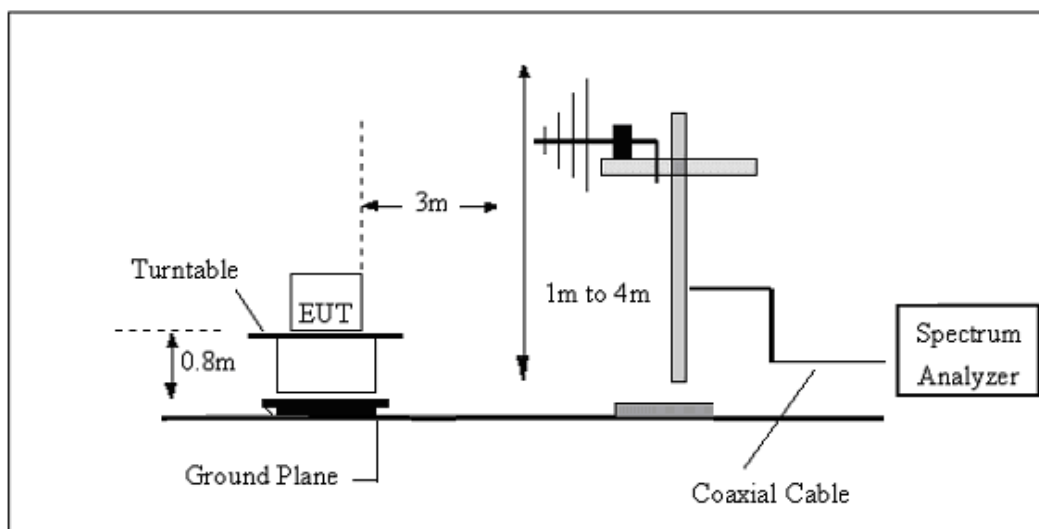 3m
Turntable
EUT
1m to 4m
0.8m
Spectrum
Analyzer
Ground Plane
Coaxial Cable